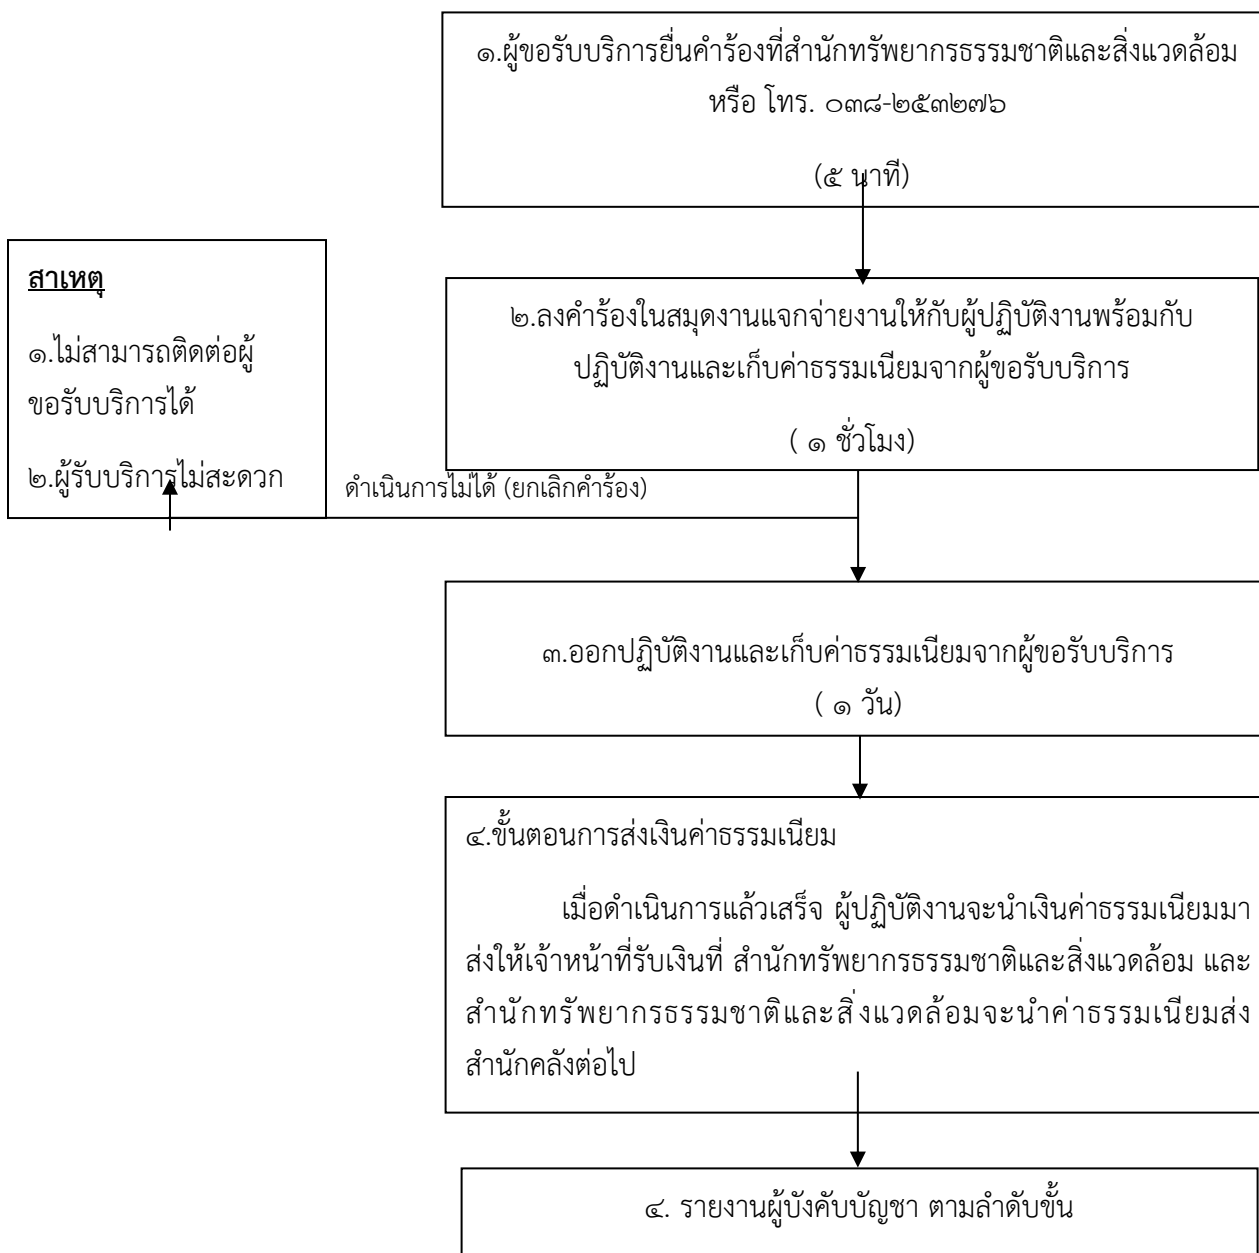 ๑.ผู้ขอรับบริการยื่นคำร้องที่สำนักทรัพยากรธรรมชาติและสิ่งแวดล้อม
หรือ โทร. ๐๓๘-๒๕๓๒๗๖
(๕ นาที)
สาเหตุ
๑.ไม่สามารถติดต่อผู้
ขอรับบริการได้
๒.ผู้รับบริการไม่สะดวก
๒.ลงคำร้องในสมุดงานแจกจ่ายงานให้กับผู้ปฏิบัติงานพร้อมกับ
ปฏิบัติงานและเก็บค่าธรรมเนียมจากผู้ขอรับบริการ
( ๑ ชั่วโมง)
ดำเนินการไม่ได้ (ยกเลิกคำร้อง)
๓.ออกปฏิบัติงานและเก็บค่าธรรมเนียมจากผู้ขอรับบริการ
( ๑ วัน)
๔.ขั้นตอนการส่งเงินค่าธรรมเนียม
เมื่อดำเนินการแล้วเสร็จ ผู้ปฏิบัติงานจะนำเงินค่าธรรมเนียมมา
ส่งให้เจ้าหน้าที่รับเงินที่ สำนักทรัพยากรธรรมชาติและสิ่งแวดล้อม และ
สำนักทรัพยากรธรรมชาติและสิ่งแวดล้อมจะนำค่าธรรมเนียมส่ง
สำนักคลังต่อไป
๔. รายงานผู้บังคับบัญชา ตามลำดับชั้น